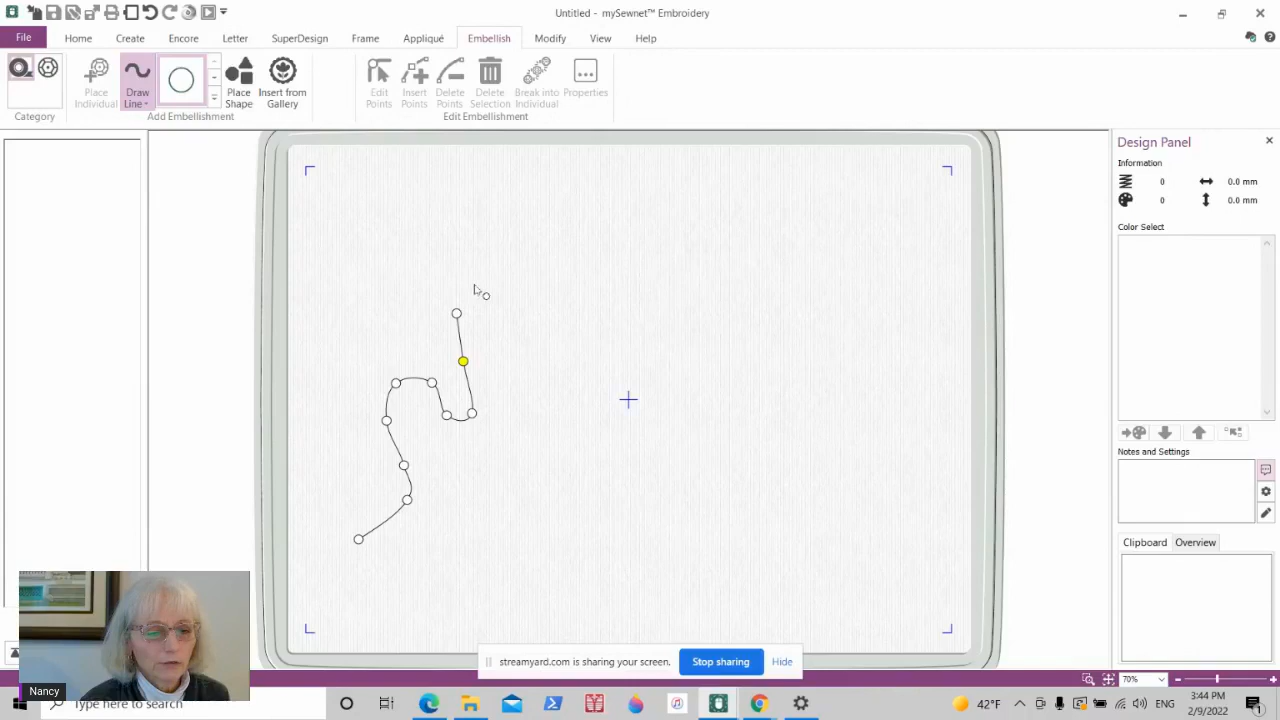 Untitled - mySewnet™ Embroidery
File Home Create Encore Letter SuperDesign Frame Appliqué Embellish Modify View Help
Place Individual
Draw Line
Place Shape
Insert from Gallery
Edit Points
Insert Points
Delete Points
Delete Selection
Break into Individual
Properties
Category
Add Embellishment
Edit Embellishment
Design Panel
Information
0 0.0 mm
0 0.0 mm
Color Select
Notes and Settings
Clipboard Overview
streamyard.com is sharing your screen. Stop sharing Hide
Nancy
70%
Type here to search
42°F
ENG
3:44 PM
2/9/2022
1